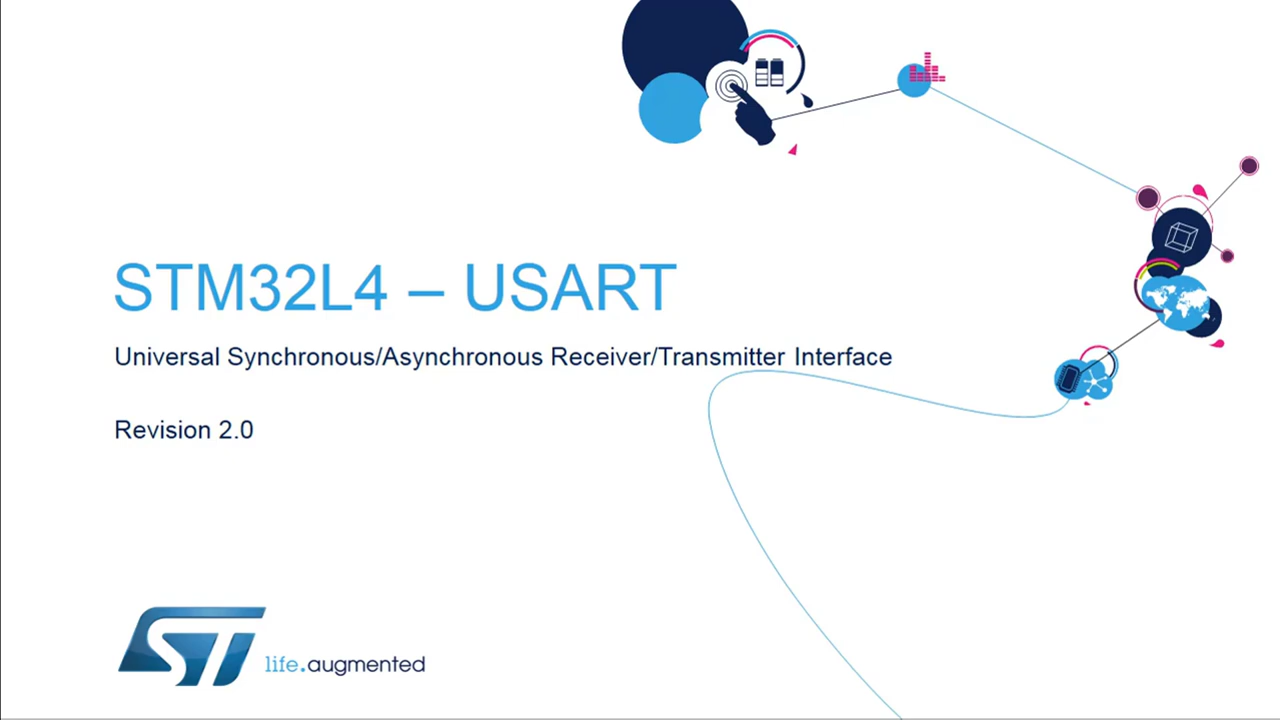 STM32L4 – USART
Universal Synchronous/Asynchronous Receiver/Transmitter Interface
Revision 2.0
ST life.augmented